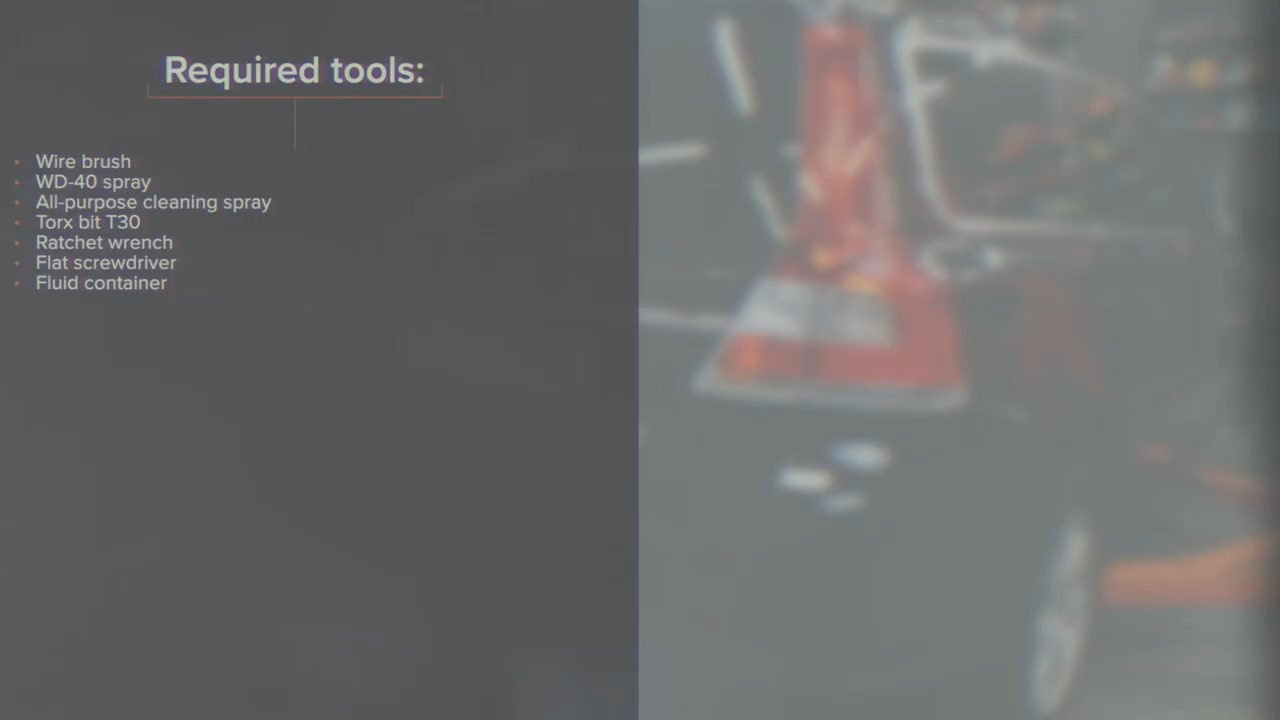 Required tools:
Wire brush
WD-40 spray
All-purpose cleaning spray
Torx bit T30
Ratchet wrench
Flat screwdriver
Fluid container